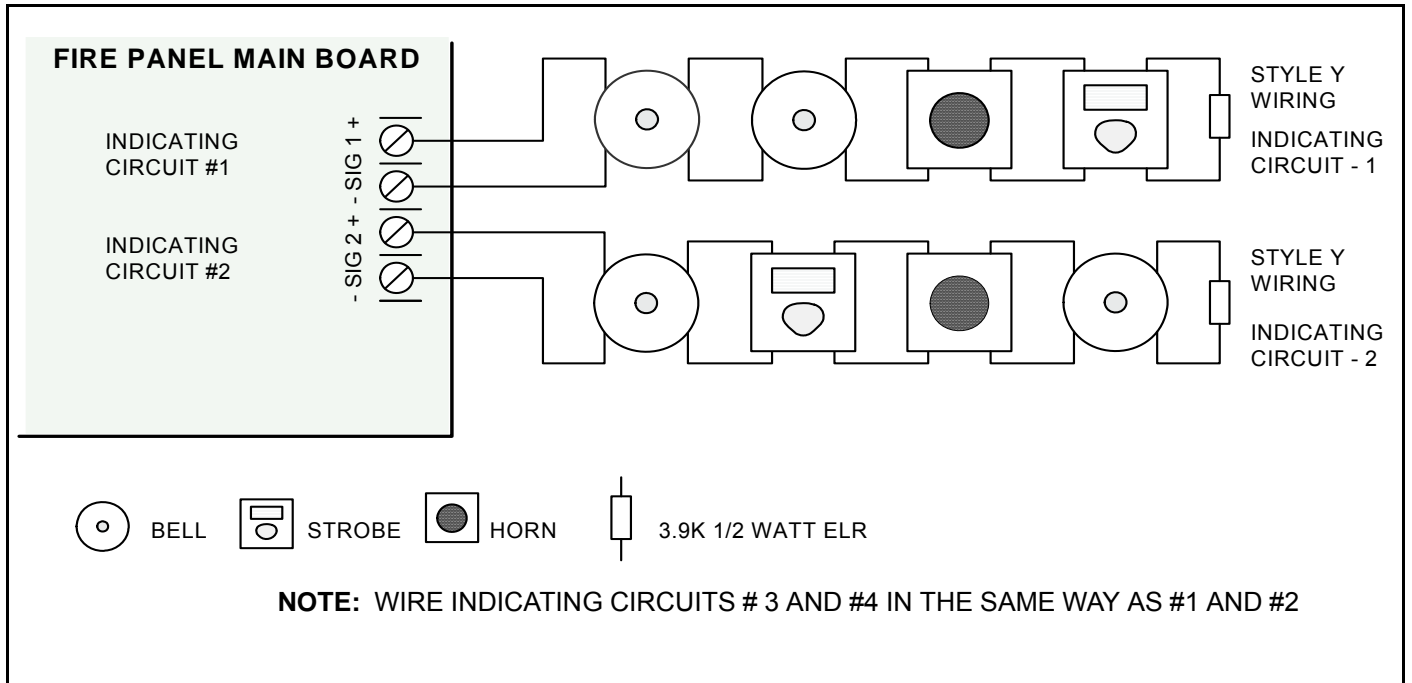 FIRE PANEL MAIN BOARD
INDICATING
CIRCUIT #1
- SIG 1 +
INDICATING
CIRCUIT #2
- SIG 2 +
STYLE Y
WIRING
INDICATING
CIRCUIT - 1
STYLE Y
WIRING
INDICATING
CIRCUIT - 2
BELL
STROBE
HORN
3.9K 1/2 WATT ELR
NOTE: WIRE INDICATING CIRCUITS # 3 AND #4 IN THE SAME WAY AS #1 AND #2